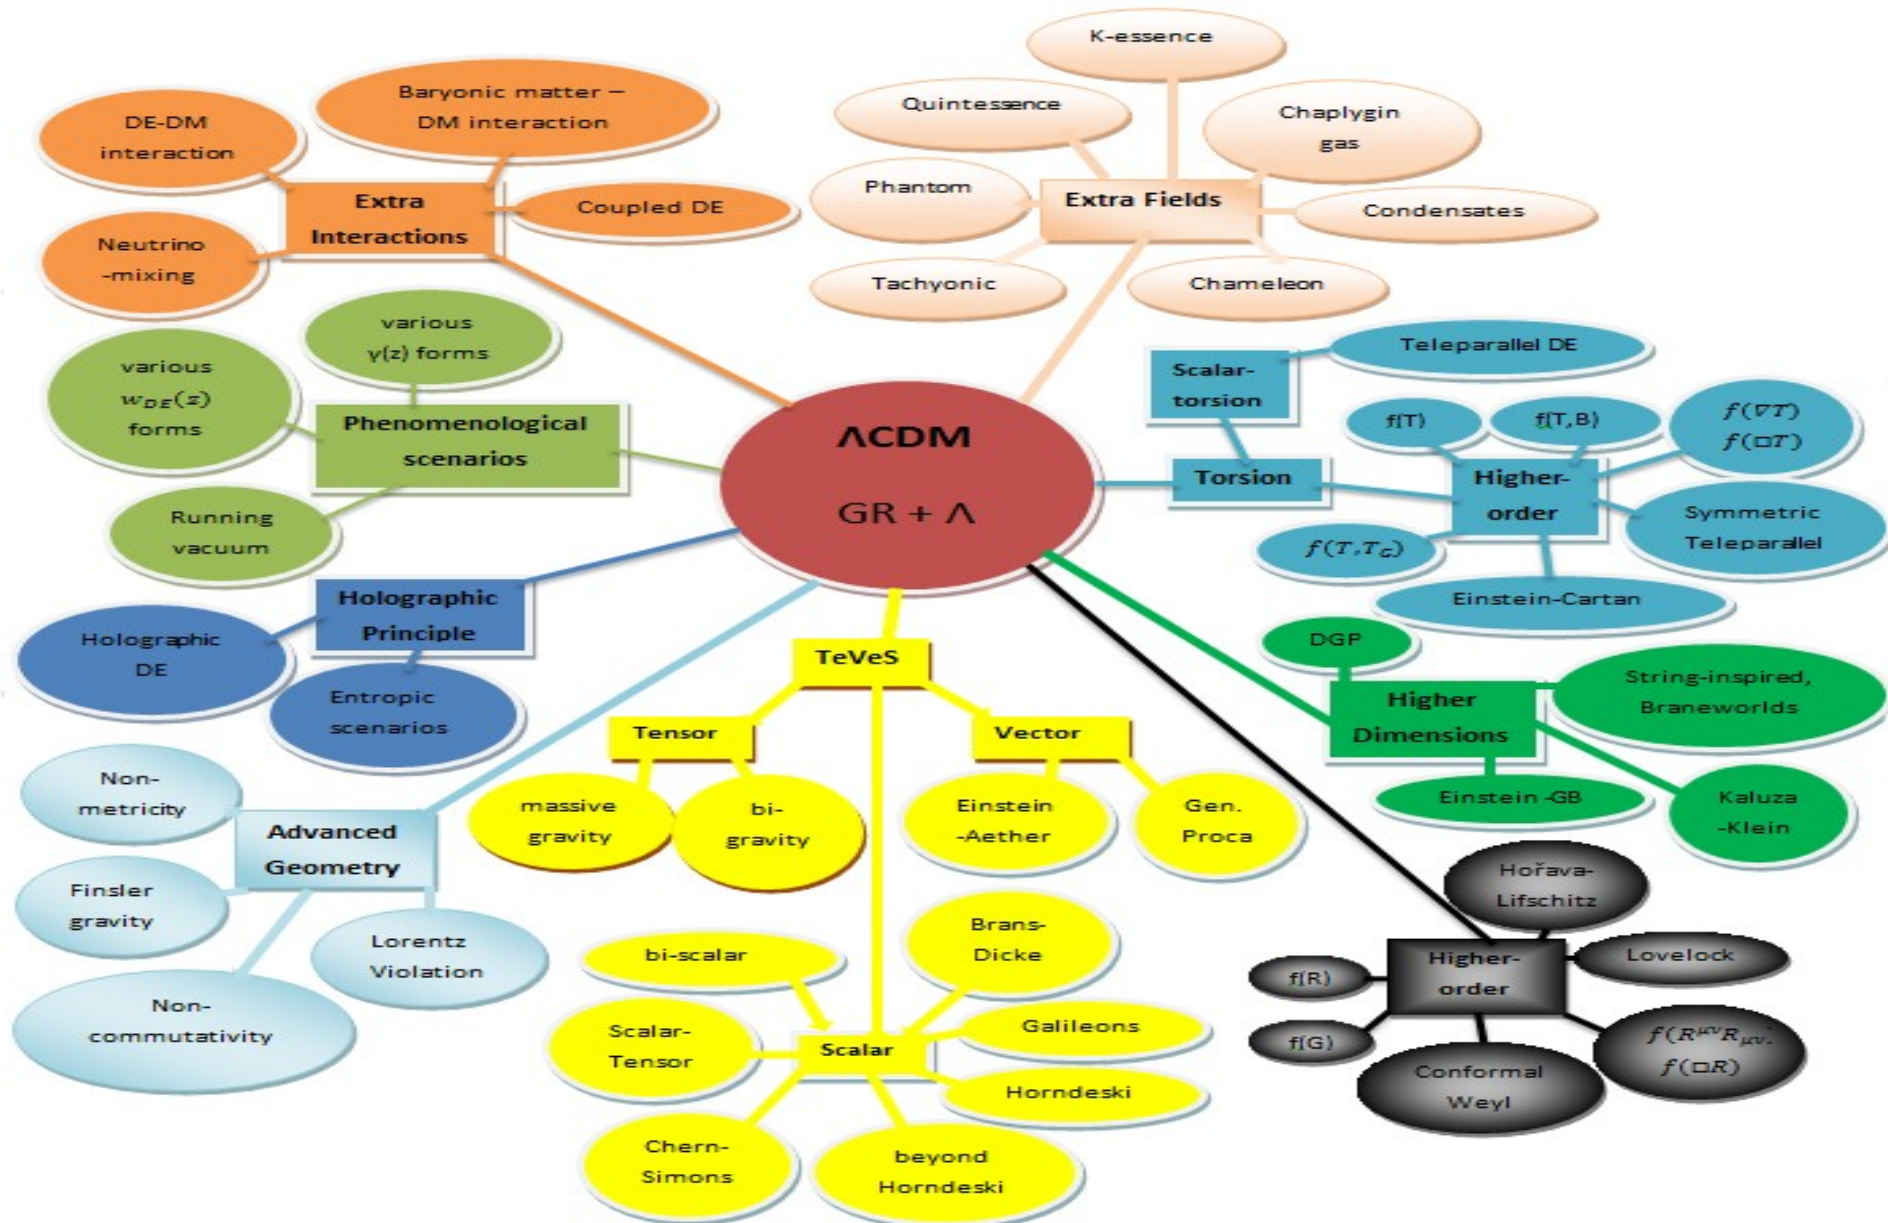 K-essence
Baryonic matter –
DM interaction
DE-DM
interaction
Quintessence
Chaplygin
gas
Extra
Interactions
Coupled DE
Phantom
Extra Fields
Condensates
Neutrino
-mixing
Tachyonic
Chameleon
various
γ(z) forms
various
w_{DE}(z)
forms
Phenomenological
scenarios
Running
vacuum
Teleparallel DE
Scalar-
torsion
f(T)
f(T,B)
f(∇T)
f(□T)
ΛCDM
GR + Λ
Torsion
Higher-
order
Symmetric
Teleparallel
f(T,T_G)
Einstein-Cartan
Holographic
Principle
Holographic
DE
Entropic
scenarios
TeVeS
Tensor
Vector
massive
gravity
bi-
gravity
Einstein
-Aether
Gen.
Proca
DGP
String-inspired,
Braneworlds
Higher
Dimensions
Einstein -GB
Kaluza
-Klein
Non-
metricity
Advanced
Geometry
Finsler
gravity
Lorentz
Violation
Non-
commutativity
bi-scalar
Brans-
Dicke
Scalar-
Tensor
Scalar
Galileons
Horndeski
Chern-
Simons
beyond
Horndeski
Hořava-
Lifschitz
Higher-
order
Lovelock
f(R)
f(G)
Conformal
Weyl
f(R^{μν}R_{μν}
f(□R)